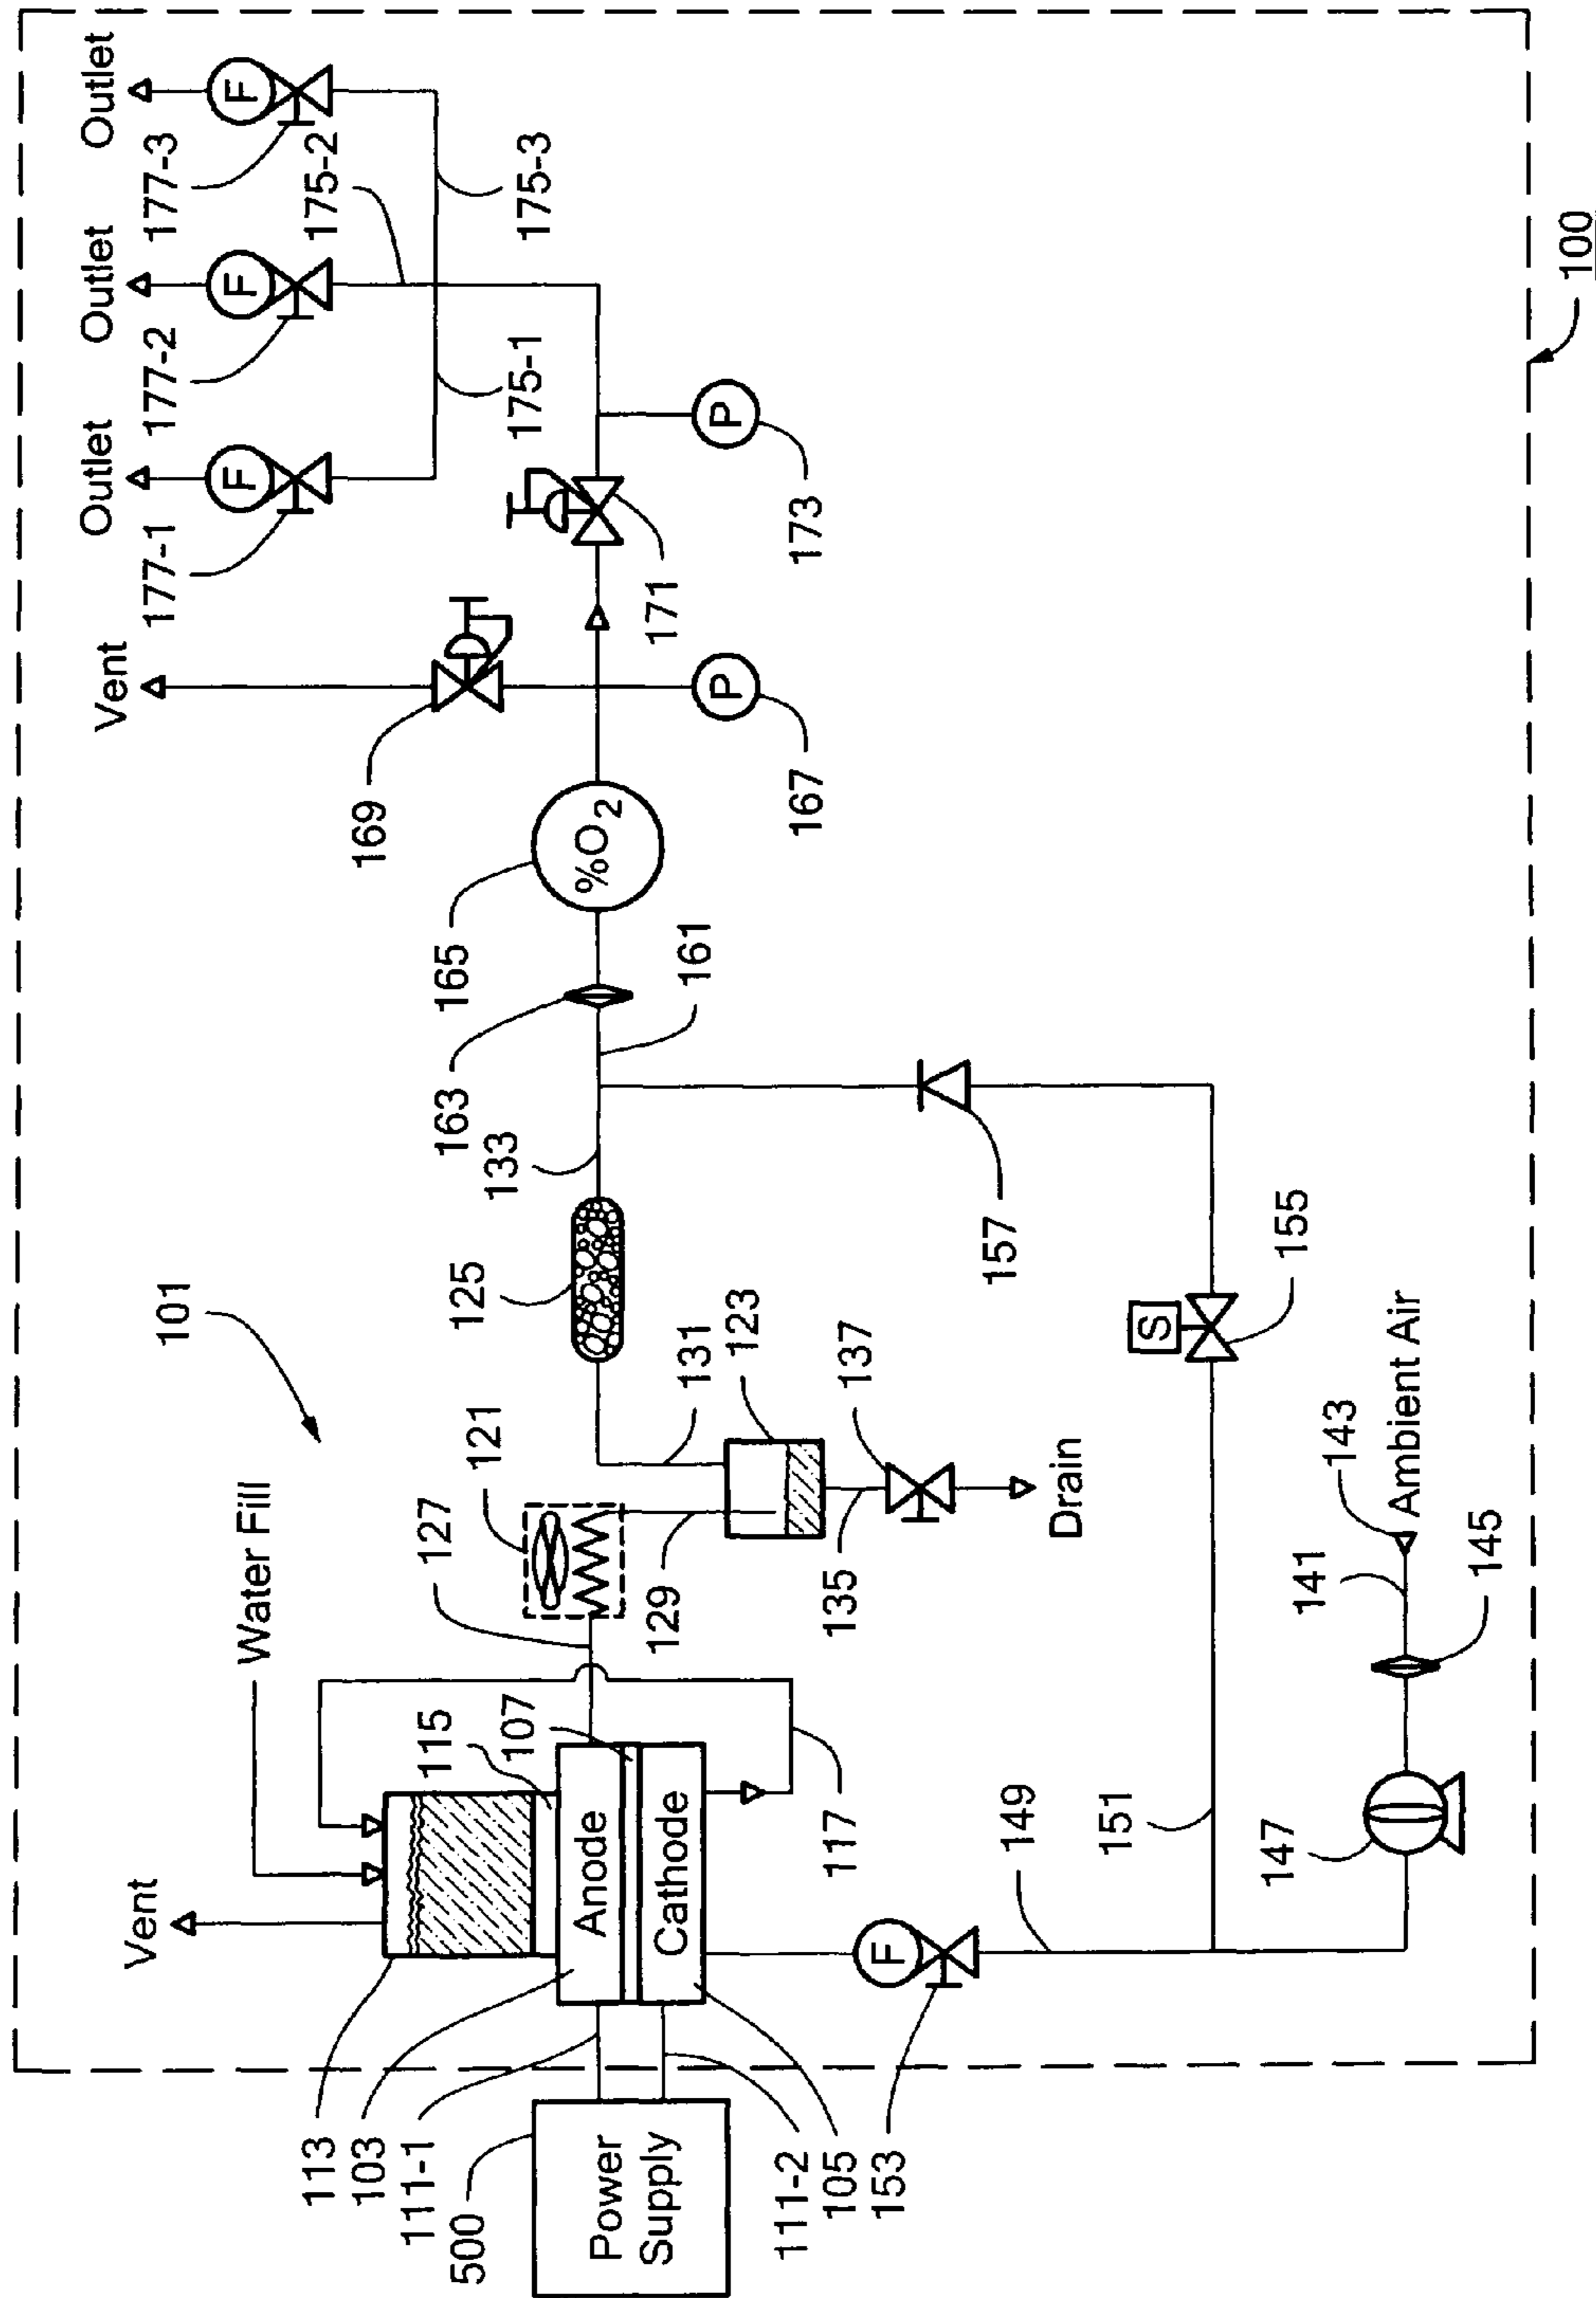 Outlet
Outlet
Outlet
F
F
F
177-1
177-2
177-3
175-2
175-1
175-3
Vent
169
165
%O2
163
161
167
P
171
173
P
133
125
101
Water Fill
121
127
131
123
137
129
135
Drain
157
155
S
Ambient Air
143
141
145
147
151
149
117
Vent
115
107
Anode
Cathode
F
113
103
111-1
500
Power
Supply
111-2
105
153
100